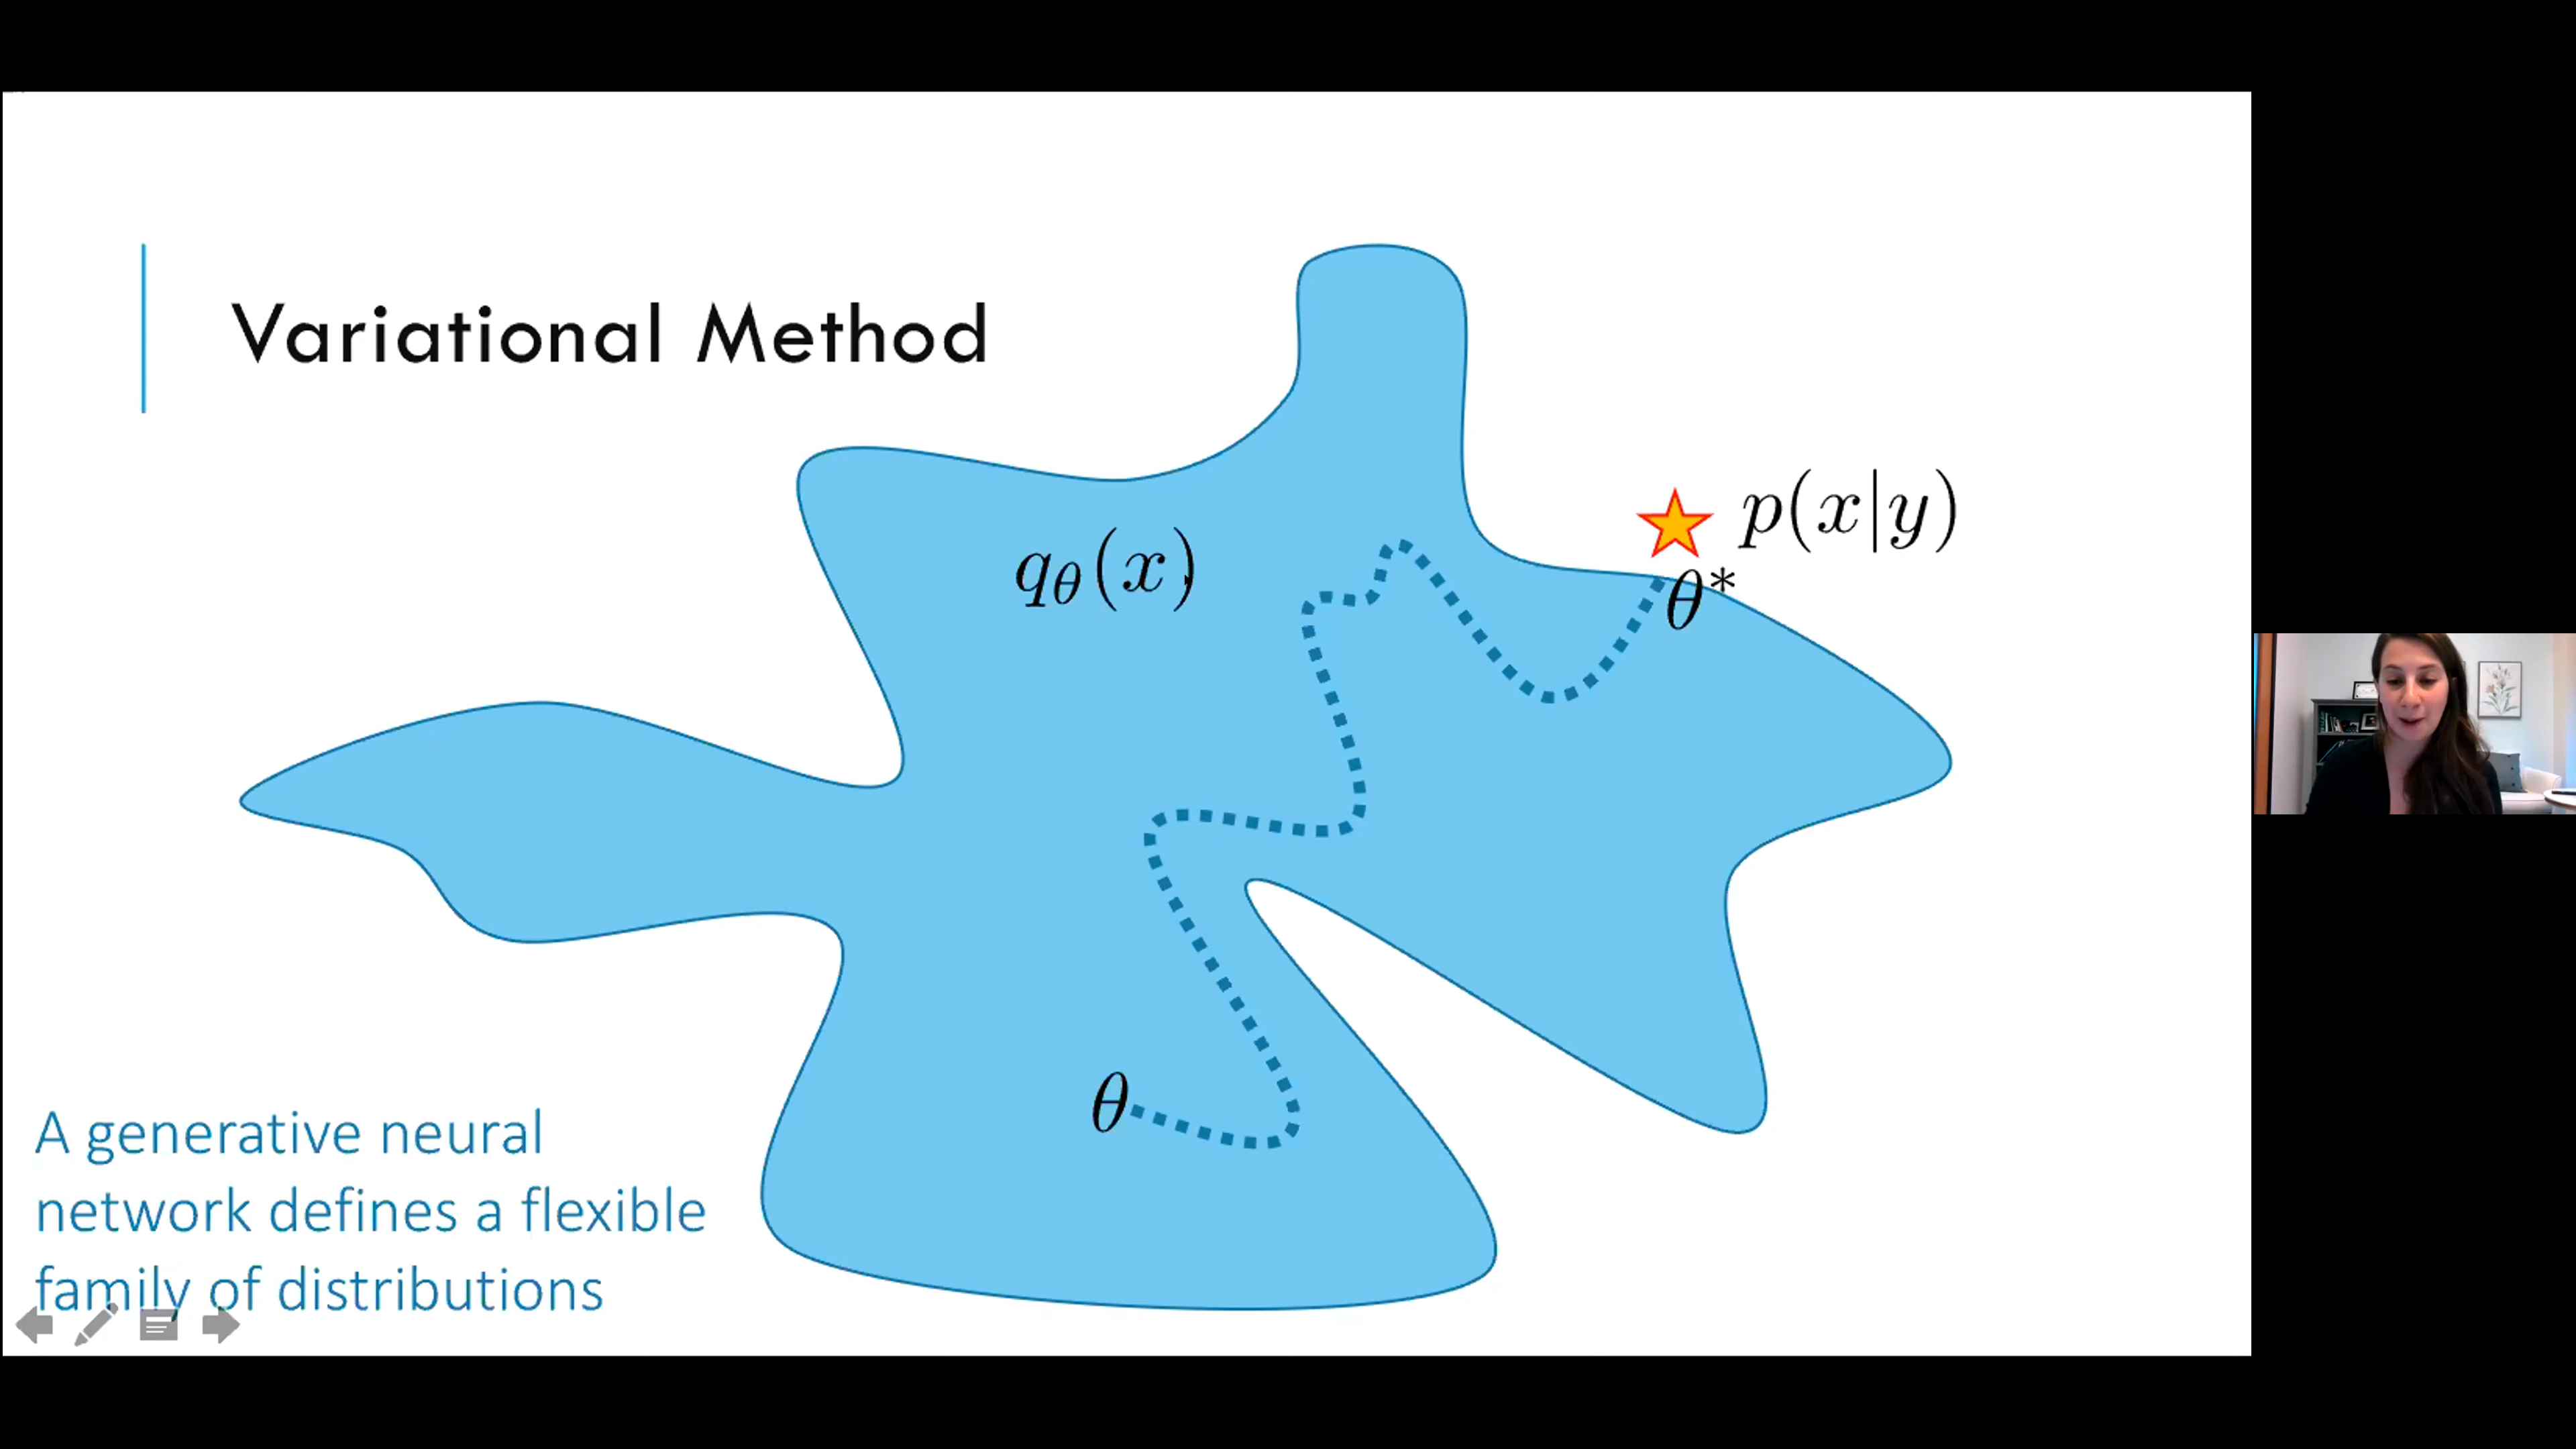 Variational Method
p(x|y)
q_θ(x)
θ*
θ
A generative neural
network defines a flexible
family of distributions